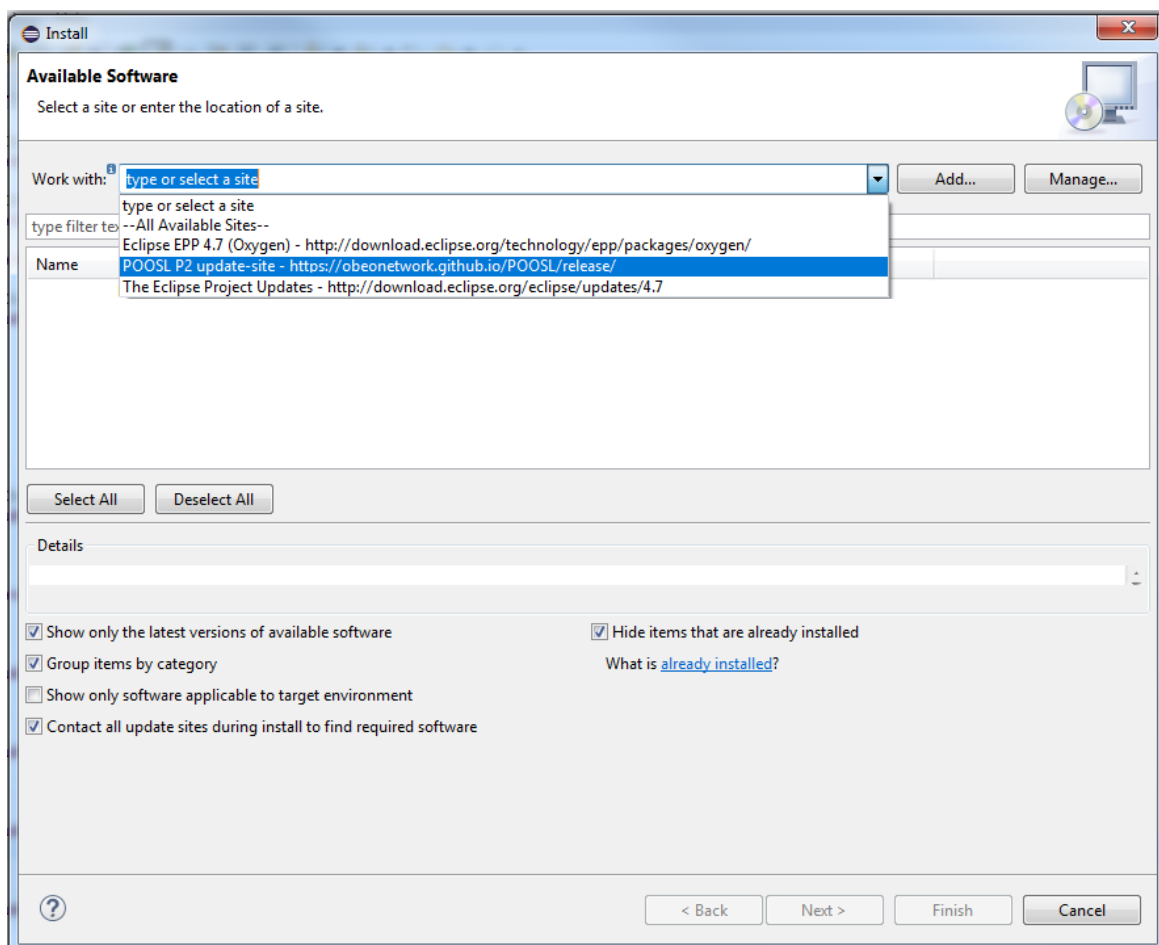 Install
Available Software
Select a site or enter the location of a site.
Work with: type or select a site Add... Manage...
type or select a site
--All Available Sites--
type filter tex
Eclipse EPP 4.7 (Oxygen) - http://download.eclipse.org/technology/epp/packages/oxygen/
Name
POOSL P2 update-site - https://obeonetwork.github.io/POOSL/release/
The Eclipse Project Updates - http://download.eclipse.org/eclipse/updates/4.7
Select All Deselect All
Details
Show only the latest versions of available software Hide items that are already installed
Group items by category What is already installed?
Show only software applicable to target environment
Contact all update sites during install to find required software
? < Back Next > Finish Cancel